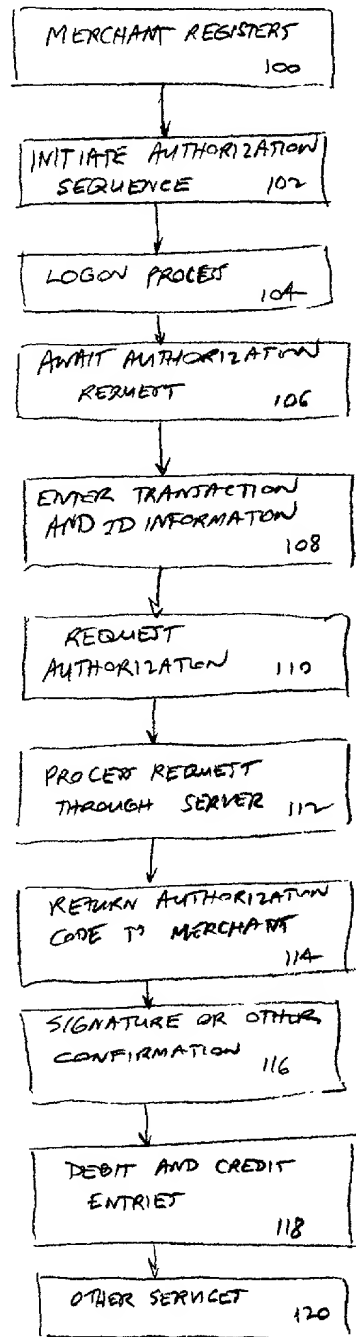 MERCHANT REGISTERS
100
INITIATE AUTHORIZATION
SEQUENCE 102
LOGON PROCESS
104
AWAIT AUTHORIZATION
REQUEST 106
ENTER TRANSACTION
AND ID INFORMATION
108
REQUEST
AUTHORIZATION 110
PROCESS REQUEST
THROUGH SERVER 112
RETURN AUTHORIZATION
CODE TO MERCHANT
114
SIGNATURE OR OTHER
CONFIRMATION 116
DEBIT AND CREDIT
ENTRIES
118
OTHER SERVICES
120